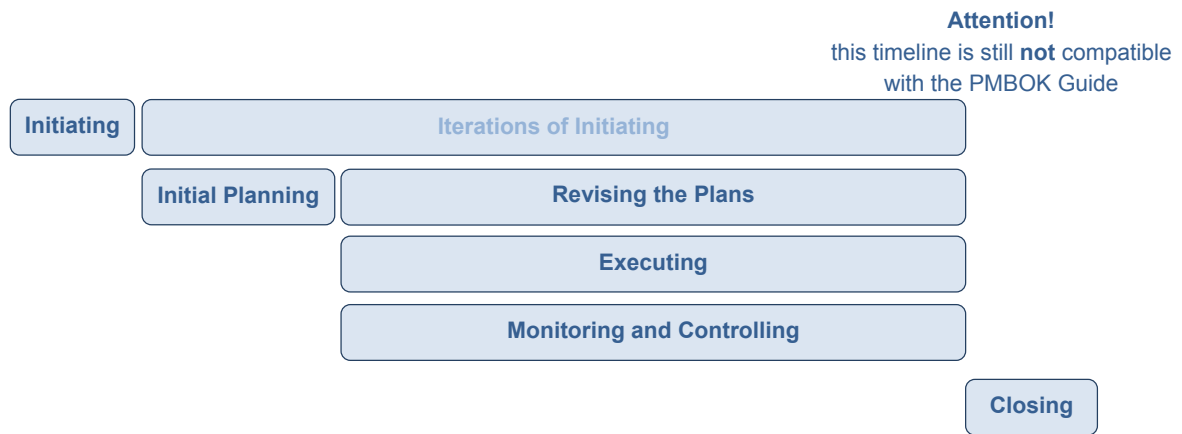 Attention!
this timeline is still not compatible
with the PMBOK Guide
Initiating
Iterations of Initiating
Initial Planning
Revising the Plans
Executing
Monitoring and Controlling
Closing